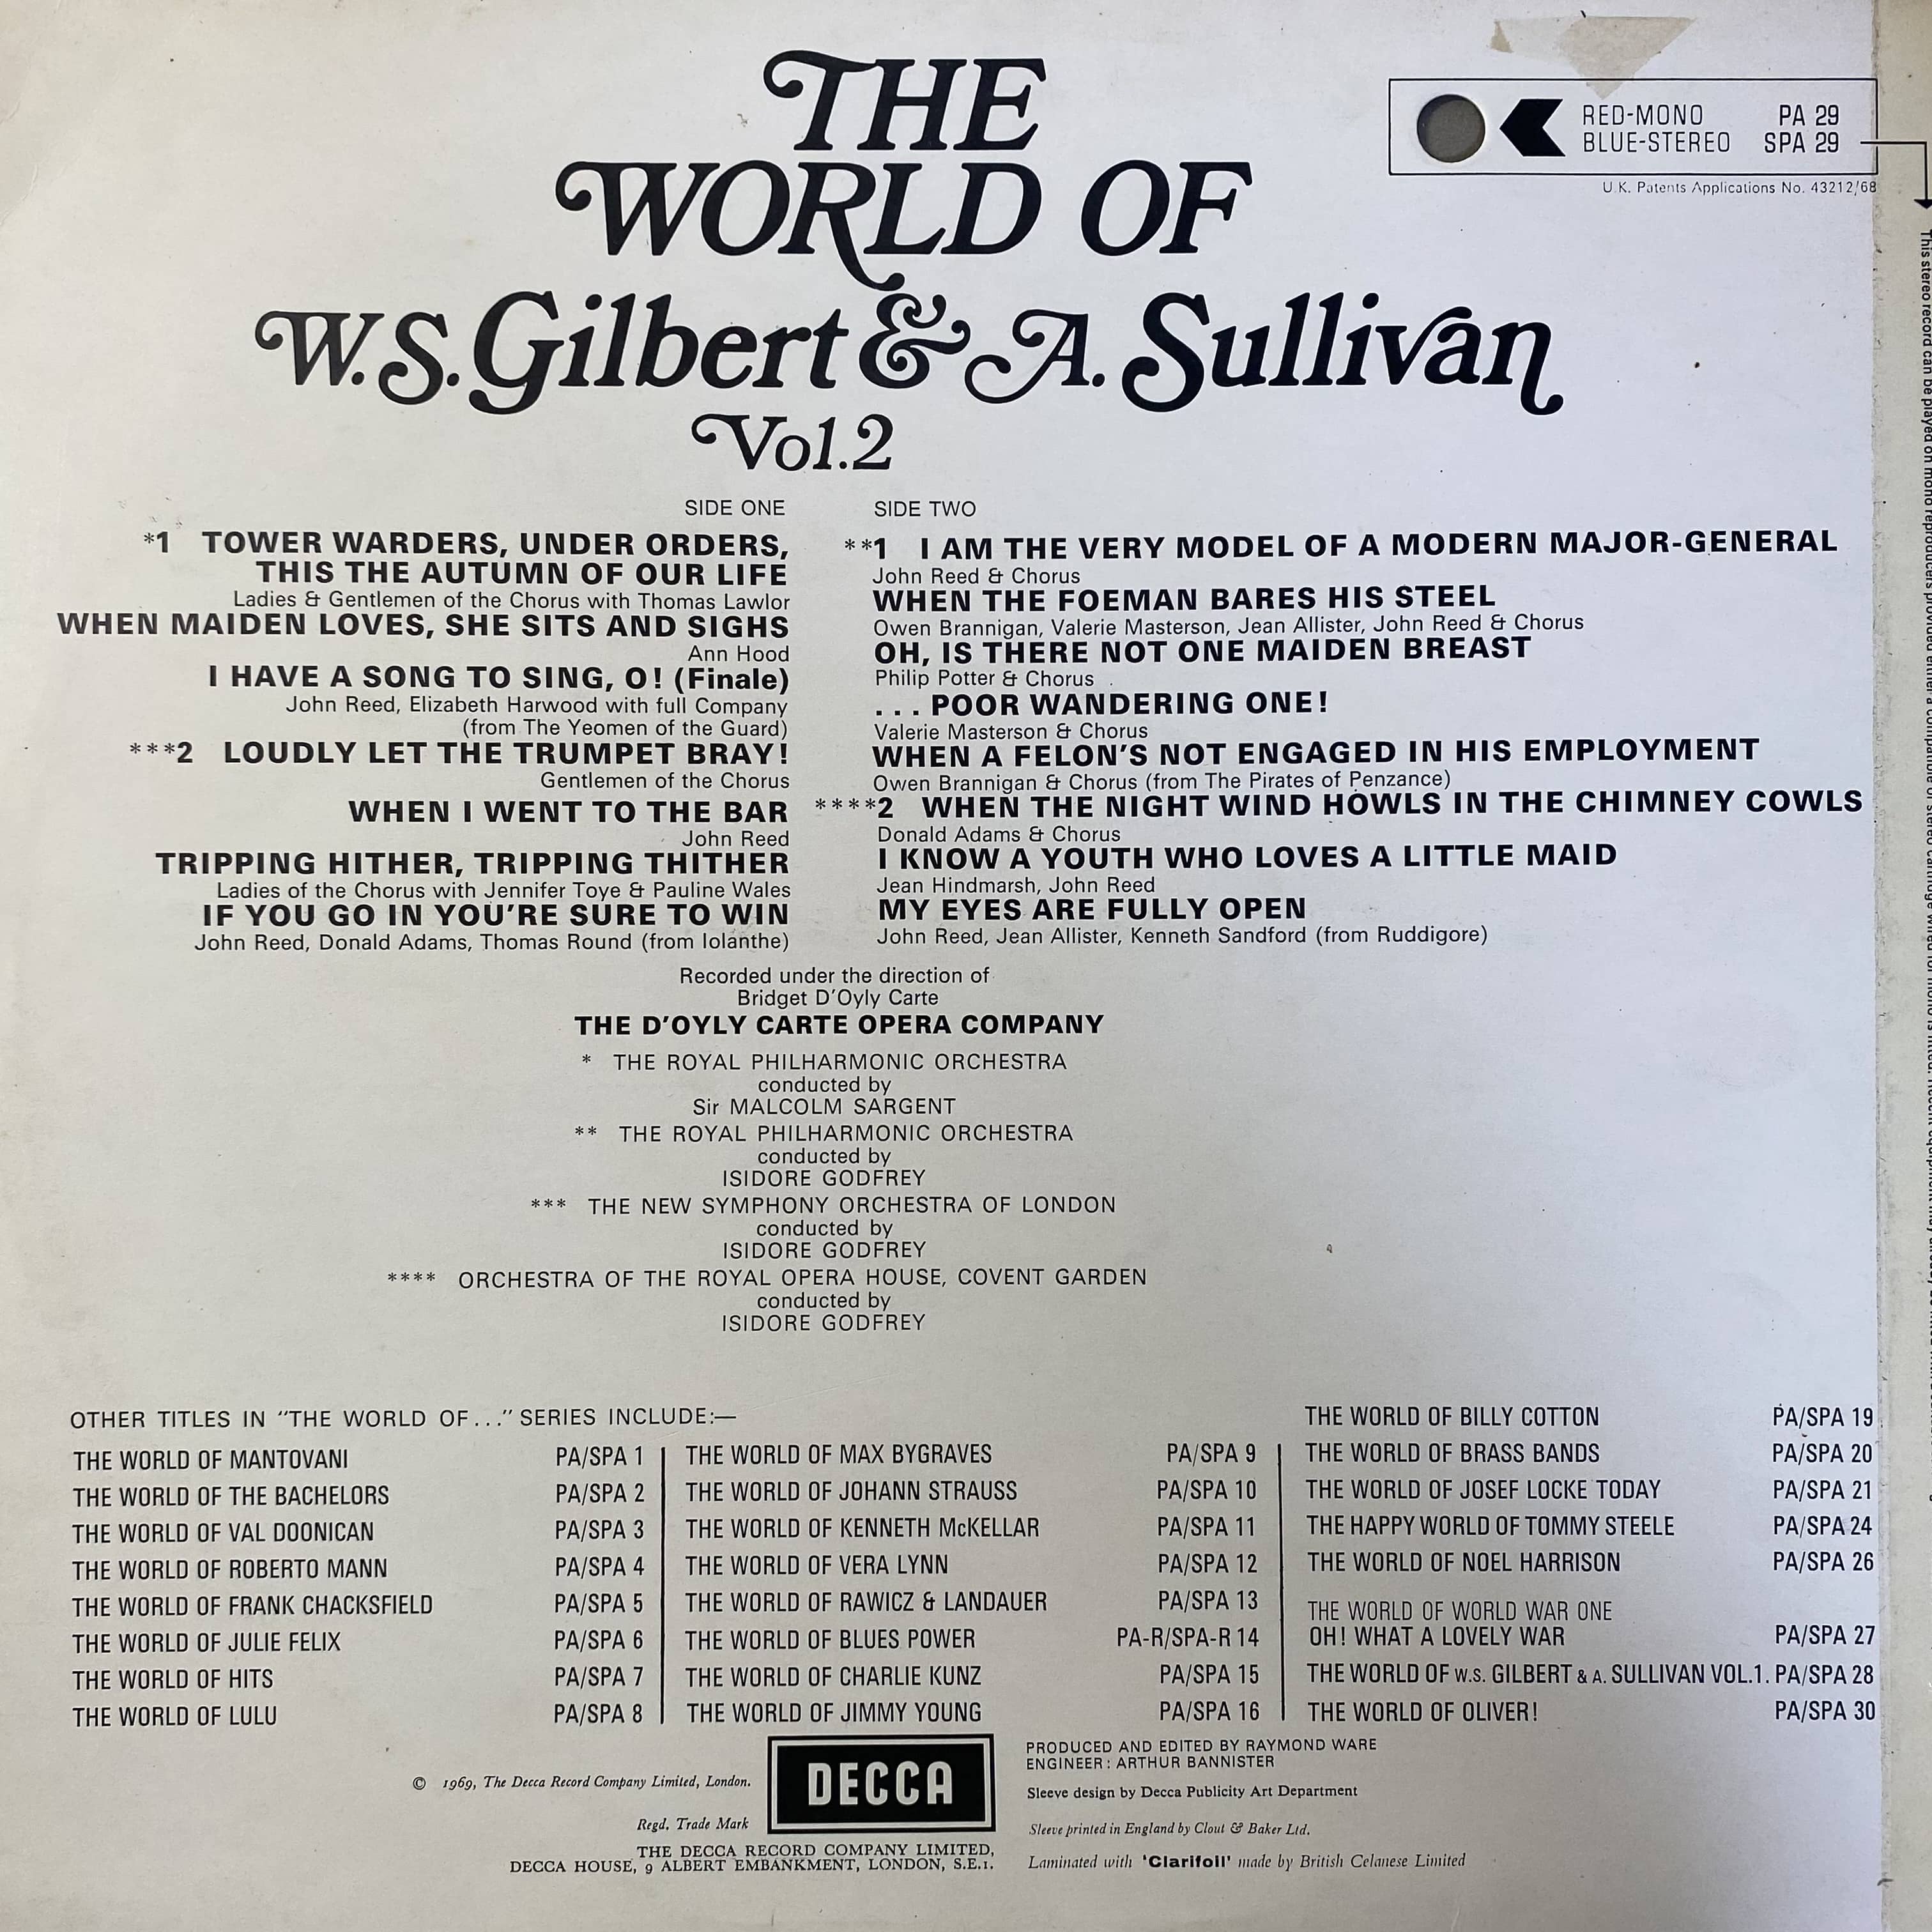 THE
WORLD OF
W.S. Gilbert & A. Sullivan
Vol.2
RED-MONO PA 29
BLUE-STEREO SPA 29
U.K. Patents Applications No. 43212/68
SIDE ONE
*1 TOWER WARDERS, UNDER ORDERS,
THIS THE AUTUMN OF OUR LIFE
Ladies & Gentlemen of the Chorus with Thomas Lawlor
WHEN MAIDEN LOVES, SHE SITS AND SIGHS
Ann Hood
I HAVE A SONG TO SING, O! (Finale)
John Reed, Elizabeth Harwood with full Company
(from The Yeomen of the Guard)
***2 LOUDLY LET THE TRUMPET BRAY!
Gentlemen of the Chorus
WHEN I WENT TO THE BAR
John Reed
TRIPPING HITHER, TRIPPING THITHER
Ladies of the Chorus with Jennifer Toye & Pauline Wales
IF YOU GO IN YOU'RE SURE TO WIN
John Reed, Donald Adams, Thomas Round (from Iolanthe)
SIDE TWO
**1 I AM THE VERY MODEL OF A MODERN MAJOR-GENERAL
John Reed & Chorus
WHEN THE FOEMAN BARES HIS STEEL
Owen Brannigan, Valerie Masterson, Jean Allister, John Reed & Chorus
OH, IS THERE NOT ONE MAIDEN BREAST
Philip Potter & Chorus
. . . POOR WANDERING ONE!
Valerie Masterson & Chorus
WHEN A FELON'S NOT ENGAGED IN HIS EMPLOYMENT
Owen Brannigan & Chorus (from The Pirates of Penzance)
****2 WHEN THE NIGHT WIND HOWLS IN THE CHIMNEY COWLS
Donald Adams & Chorus
I KNOW A YOUTH WHO LOVES A LITTLE MAID
Jean Hindmarsh, John Reed
MY EYES ARE FULLY OPEN
John Reed, Jean Allister, Kenneth Sandford (from Ruddigore)
Recorded under the direction of
Bridget D'Oyly Carte
THE D'OYLY CARTE OPERA COMPANY
* THE ROYAL PHILHARMONIC ORCHESTRA
conducted by
Sir MALCOLM SARGENT
** THE ROYAL PHILHARMONIC ORCHESTRA
conducted by
ISIDORE GODFREY
*** THE NEW SYMPHONY ORCHESTRA OF LONDON
conducted by
ISIDORE GODFREY
**** ORCHESTRA OF THE ROYAL OPERA HOUSE, COVENT GARDEN
conducted by
ISIDORE GODFREY
OTHER TITLES IN "THE WORLD OF..." SERIES INCLUDE:—
THE WORLD OF MANTOVANI PA/SPA 1
THE WORLD OF THE BACHELORS PA/SPA 2
THE WORLD OF VAL DOONICAN PA/SPA 3
THE WORLD OF ROBERTO MANN PA/SPA 4
THE WORLD OF FRANK CHACKSFIELD PA/SPA 5
THE WORLD OF JULIE FELIX PA/SPA 6
THE WORLD OF HITS PA/SPA 7
THE WORLD OF LULU PA/SPA 8
THE WORLD OF MAX BYGRAVES PA/SPA 9
THE WORLD OF JOHANN STRAUSS PA/SPA 10
THE WORLD OF KENNETH McKELLAR PA/SPA 11
THE WORLD OF VERA LYNN PA/SPA 12
THE WORLD OF RAWICZ & LANDAUER PA/SPA 13
THE WORLD OF BLUES POWER PA-R/SPA-R 14
THE WORLD OF CHARLIE KUNZ PA/SPA 15
THE WORLD OF JIMMY YOUNG PA/SPA 16
THE WORLD OF BILLY COTTON PA/SPA 19
THE WORLD OF BRASS BANDS PA/SPA 20
THE WORLD OF JOSEF LOCKE TODAY PA/SPA 21
THE HAPPY WORLD OF TOMMY STEELE PA/SPA 24
THE WORLD OF NOEL HARRISON PA/SPA 26
THE WORLD OF WORLD WAR ONE
OH! WHAT A LOVELY WAR PA/SPA 27
THE WORLD OF W.S. GILBERT & A. SULLIVAN VOL.1. PA/SPA 28
THE WORLD OF OLIVER! PA/SPA 30
© 1969, The Decca Record Company Limited, London.
Regd. Trade Mark
DECCA
THE DECCA RECORD COMPANY LIMITED,
DECCA HOUSE, 9 ALBERT EMBANKMENT, LONDON, S.E.1.
PRODUCED AND EDITED BY RAYMOND WARE
ENGINEER: ARTHUR BANNISTER
Sleeve design by Decca Publicity Art Department
Sleeve printed in England by Clout & Baker Ltd.
Laminated with 'Clarifoil' made by British Celanese Limited
This stereo record can be played on mono reproducers provided either a compatible or stereo cartridge